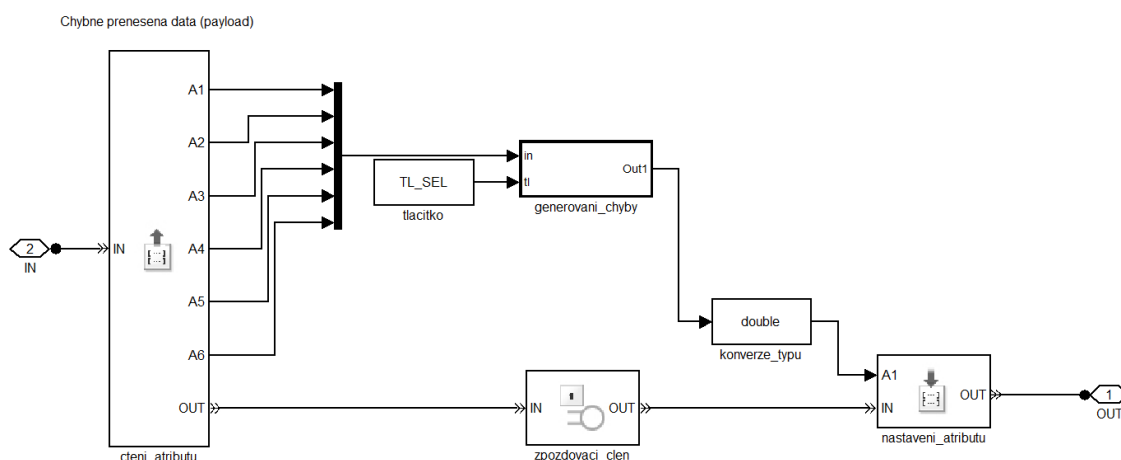 Chybne prenesena data (payload)
A1
A2
A3
A4
A5
A6
OUT
IN
2
IN
cteni_atributu
TL_SEL
tlacitko
in
tl
Out1
generovani_chyby
double
konverze_typu
IN
OUT
zpozdovaci_clen
A1
IN
OUT
nastaveni_atributu
1
OUT